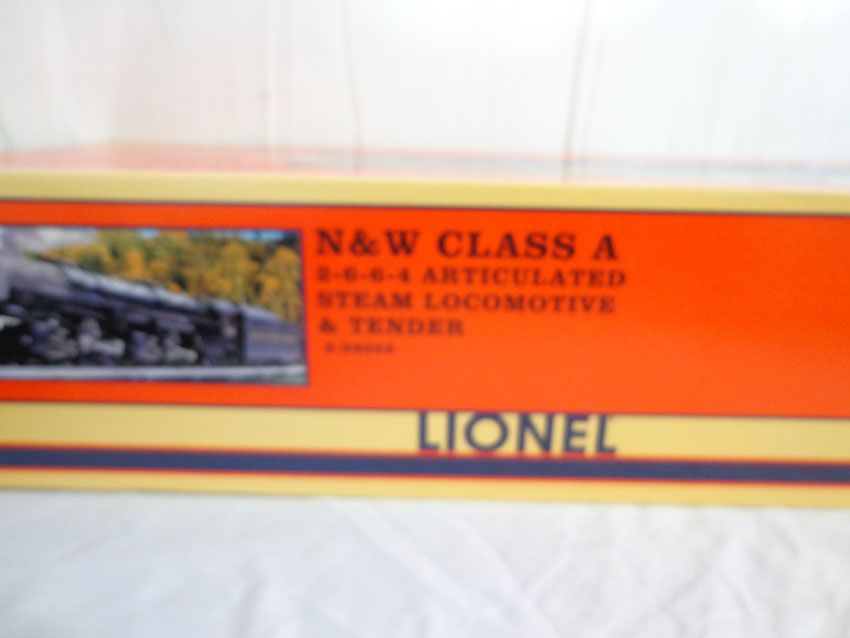 N&W CLASS A
2-6-6-4 ARTICULATED
STEAM LOCOMOTIVE
& TENDER
LIONEL